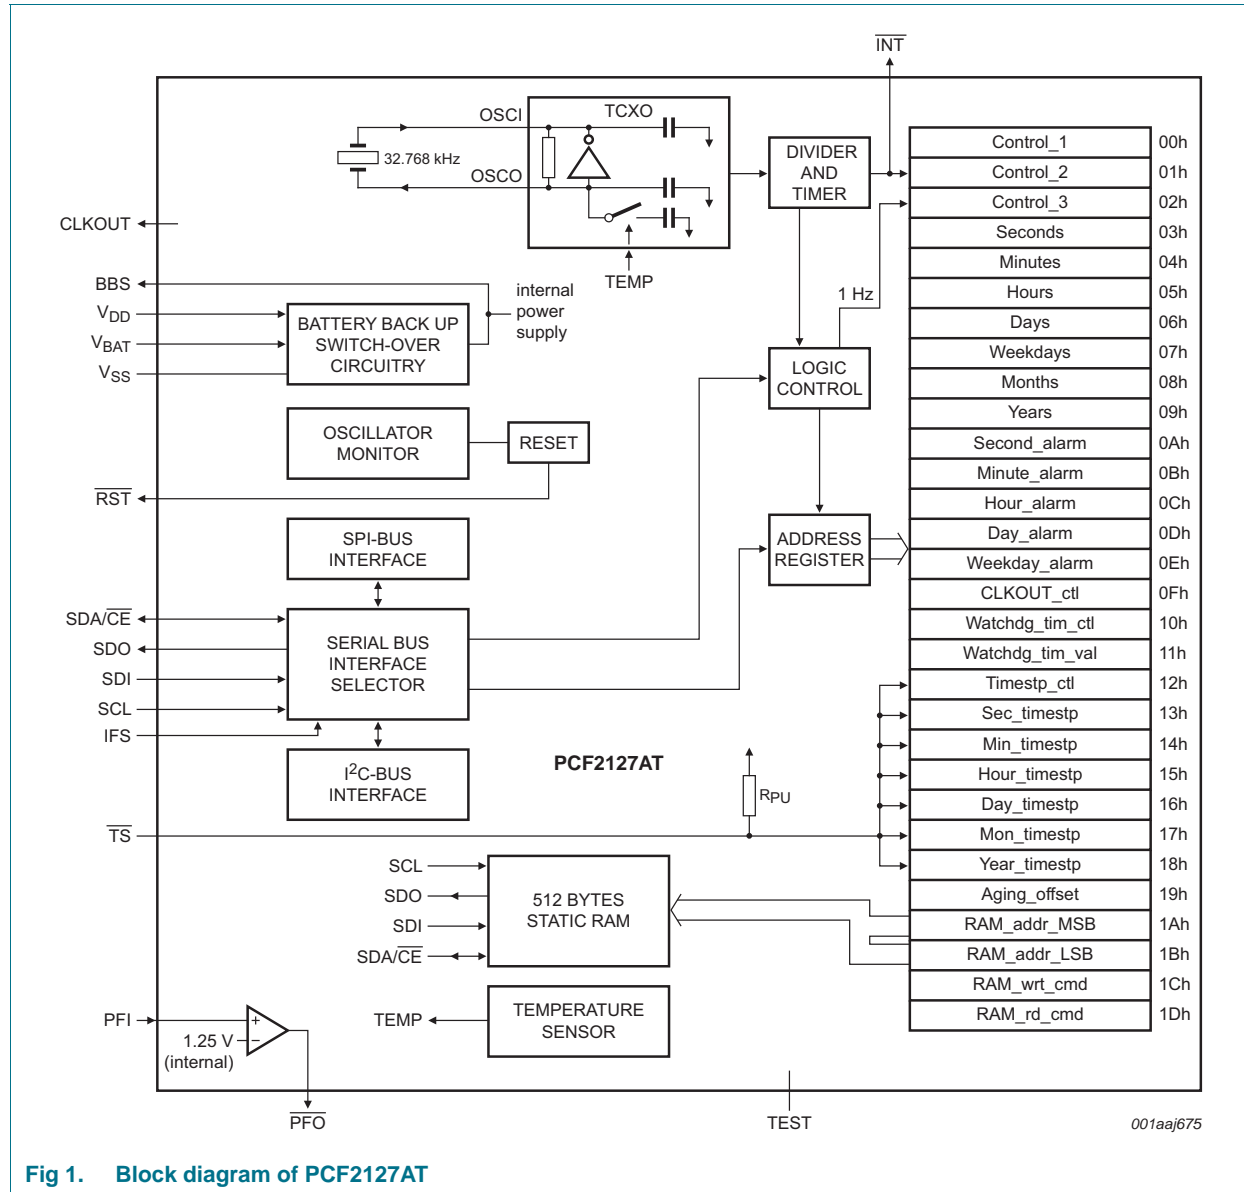 INT
OSCI
TCXO
32.768 kHz
OSCO
TEMP
DIVIDER
AND
TIMER
CLKOUT
BBS
VDD
VBAT
VSS
BATTERY BACK UP
SWITCH-OVER
CIRCUITRY
internal
power
supply
1 Hz
LOGIC
CONTROL
OSCILLATOR
MONITOR
RESET
RST
SPI-BUS
INTERFACE
ADDRESS
REGISTER
SDA/CE
SDO
SDI
SCL
IFS
SERIAL BUS
INTERFACE
SELECTOR
I2C-BUS
INTERFACE
PCF2127AT
RPU
TS
SCL
SDO
SDI
SDA/CE
512 BYTES
STATIC RAM
PFI
1.25 V
(internal)
+
−
TEMP
TEMPERATURE
SENSOR
PFO
TEST
Control_1 00h
Control_2 01h
Control_3 02h
Seconds 03h
Minutes 04h
Hours 05h
Days 06h
Weekdays 07h
Months 08h
Years 09h
Second_alarm 0Ah
Minute_alarm 0Bh
Hour_alarm 0Ch
Day_alarm 0Dh
Weekday_alarm 0Eh
CLKOUT_ctl 0Fh
Watchdg_tim_ctl 10h
Watchdg_tim_val 11h
Timestp_ctl 12h
Sec_timestp 13h
Min_timestp 14h
Hour_timestp 15h
Day_timestp 16h
Mon_timestp 17h
Year_timestp 18h
Aging_offset 19h
RAM_addr_MSB 1Ah
RAM_addr_LSB 1Bh
RAM_wrt_cmd 1Ch
RAM_rd_cmd 1Dh
001aaj675
Fig 1. Block diagram of PCF2127AT